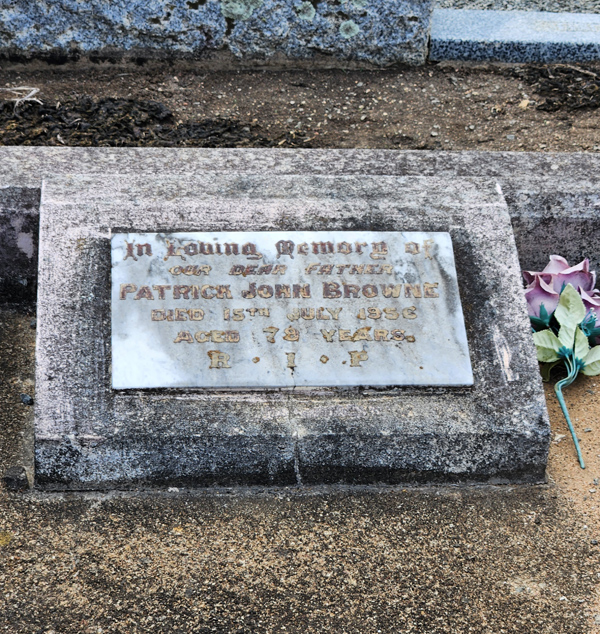 In Loving Memory of
OUR DEAR FATHER
PATRICK JOHN BROWNE
DIED 15TH JULY 1956
AGED 78 YEARS.
R · I · P